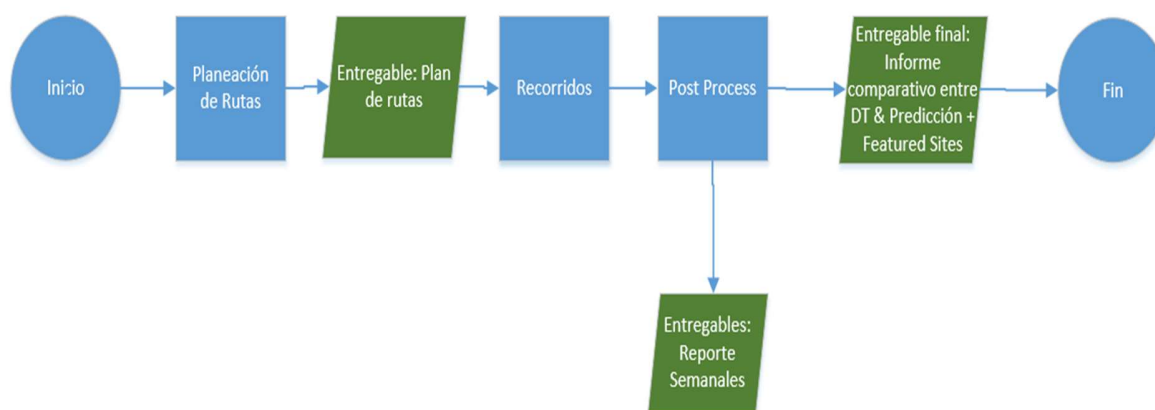 Inicio
Planeación
de Rutas
Entregable: Plan
de rutas
Recorridos
Post Process
Entregable final:
Informe
comparativo entre
DT & Predicción +
Featured Sites
Fin
Entregables:
Reporte
Semanales